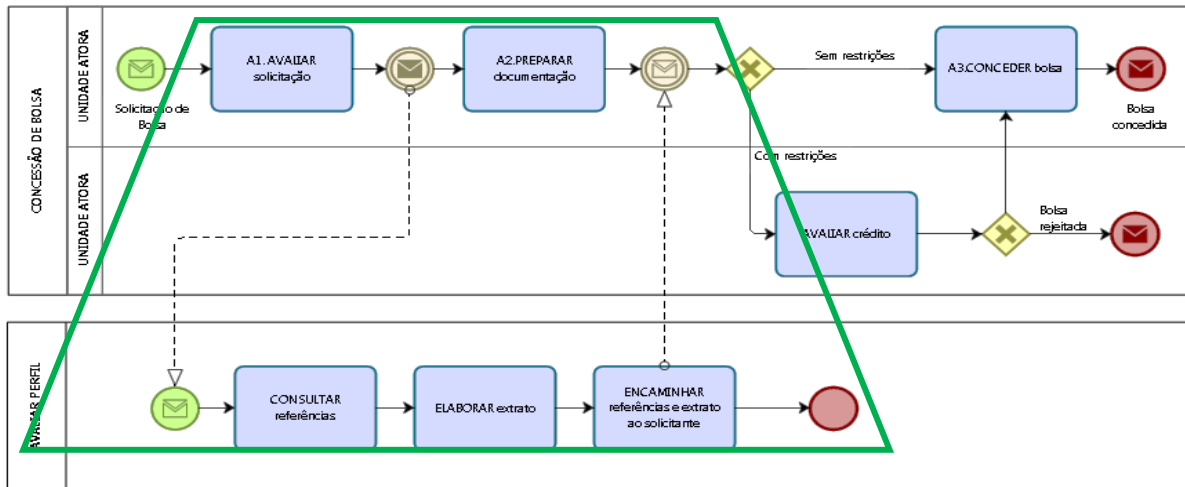 CONCESSÃO DE BOLSA
UNIDADE ATORA
Solicitação de
Bolsa
A1. AVALIAR
solicitação
A2.PREPARAR
documentação
Sem restrições
A3.CONCEDER bolsa
Bolsa
concedida
UNIDADE ATORA
Com restrições
AVALIAR crédito
Bolsa
rejeitada
AVALIAR PERFIL
CONSULTAR
referências
ELABORAR extrato
ENCAMINHAR
referências e extrato
ao solicitante